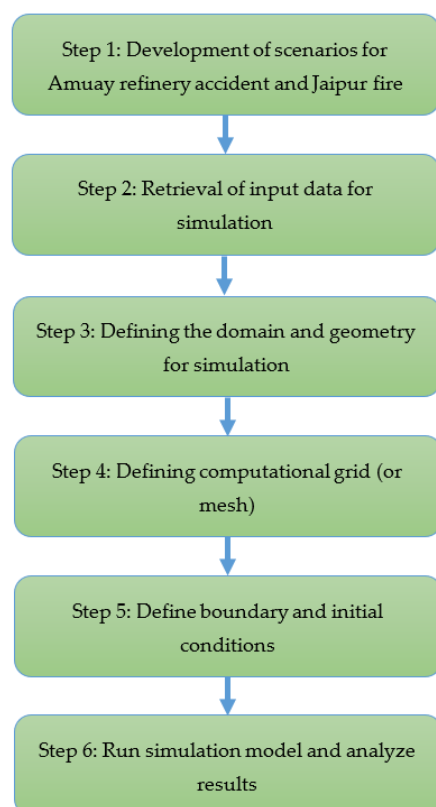 Step 1: Development of scenarios for
Amuay refinery accident and Jaipur fire
Step 2: Retrieval of input data for
simulation
Step 3: Defining the domain and geometry
for simulation
Step 4: Defining computational grid (or
mesh)
Step 5: Define boundary and initial
conditions
Step 6: Run simulation model and analyze
results